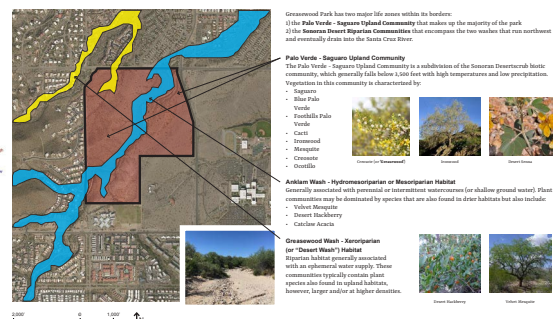 Greasewood Park has two major life zones within its borders:
1) the Palo Verde - Saguaro Upland Community that makes up the majority of the park
2) the Sonoran Desert Riparian Communities that encompass the two washes that run northwest
and eventually drain into the Santa Cruz River.
Palo Verde - Saguaro Upland Community
The Palo Verde - Saguaro Upland Community is a subdivision of the Sonoran Desertscrub biotic
community, which generally falls below 3,500 feet with high temperatures and low precipitation.
Vegetation in this community is characterized by:
• Saguaro
• Blue Palo
Verde
• Foothills Palo
Verde
• Cacti
• Ironwood
• Mesquite
• Creosote
• Ocotillo
Creosote (or Greasewood)
Ironwood
Desert Senna
Anklam Wash - Hydromesoriparian or Mesoriparian Habitat
Generally associated with perennial or intermittent watercourses (or shallow ground water). Plant
communities may be dominated by species that are also found in drier habitats but also include:
• Velvet Mesquite
• Desert Hackberry
• Catclaw Acacia
Greasewood Wash - Xeroriparian
(or "Desert Wash") Habitat
Riparian habitat generally associated
with an ephemeral water supply. These
communities typically contain plant
species also found in upland habitats,
however, larger and/or at higher densities.
Desert Hackberry
Velvet Mesquite
2,000' 0 1,000' N